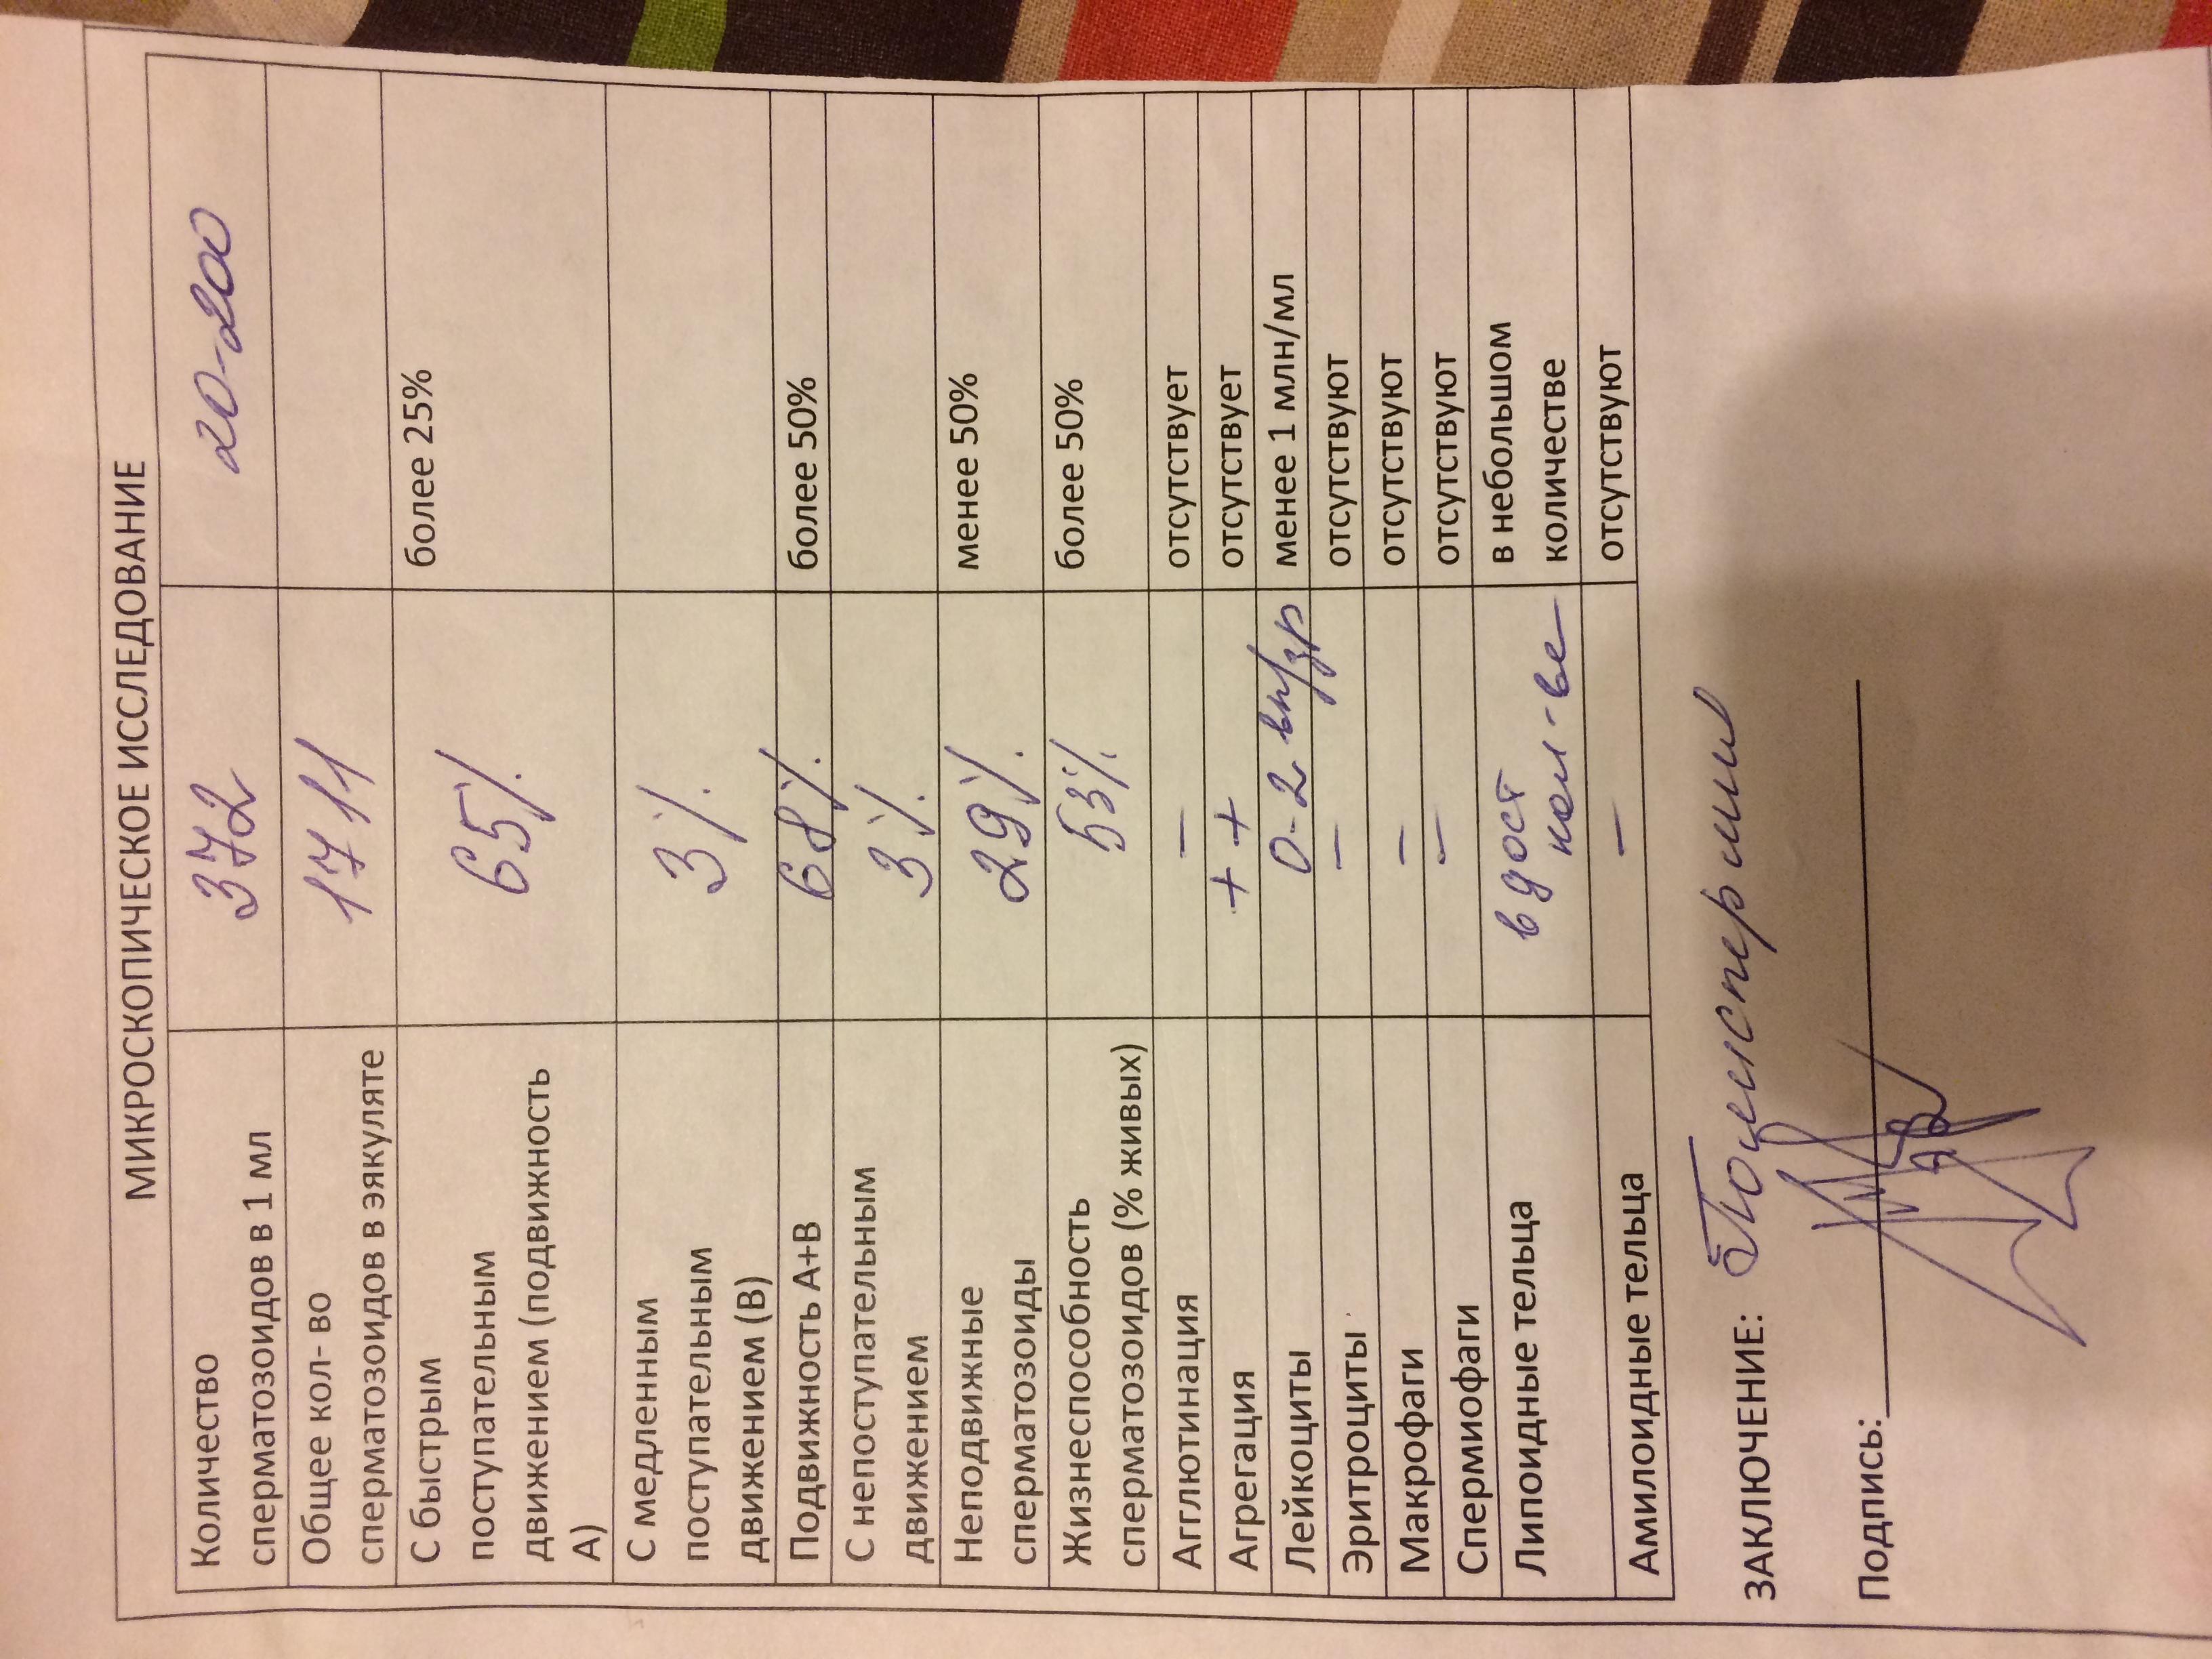 МИКРОСКОПИЧЕСКОЕ ИССЛЕДОВАНИЕ
Количество сперматозоидов в 1 мл 372 20-200
Общее кол- во сперматозоидов в эякуляте 1711
С быстрым поступательным движением (подвижность А) 65% более 25%
С медленным поступательным движением (В) 3%
Подвижность А+В 68% более 50%
С непоступательным движением 3%
Неподвижные сперматозоиды 29% менее 50%
Жизнеспособность сперматозоидов (% живых) 53% более 50%
Агглютинация – отсутствует
Агрегация ++ отсутствует
Лейкоциты 0-2 в п/зр менее 1 млн/мл
Эритроциты – отсутствуют
Макрофаги – отсутствуют
Спермиофаги – отсутствуют
Липоидные тельца в дост кол-ве в небольшом количестве
Амилоидные тельца – отсутствуют
ЗАКЛЮЧЕНИЕ:
Подпись: